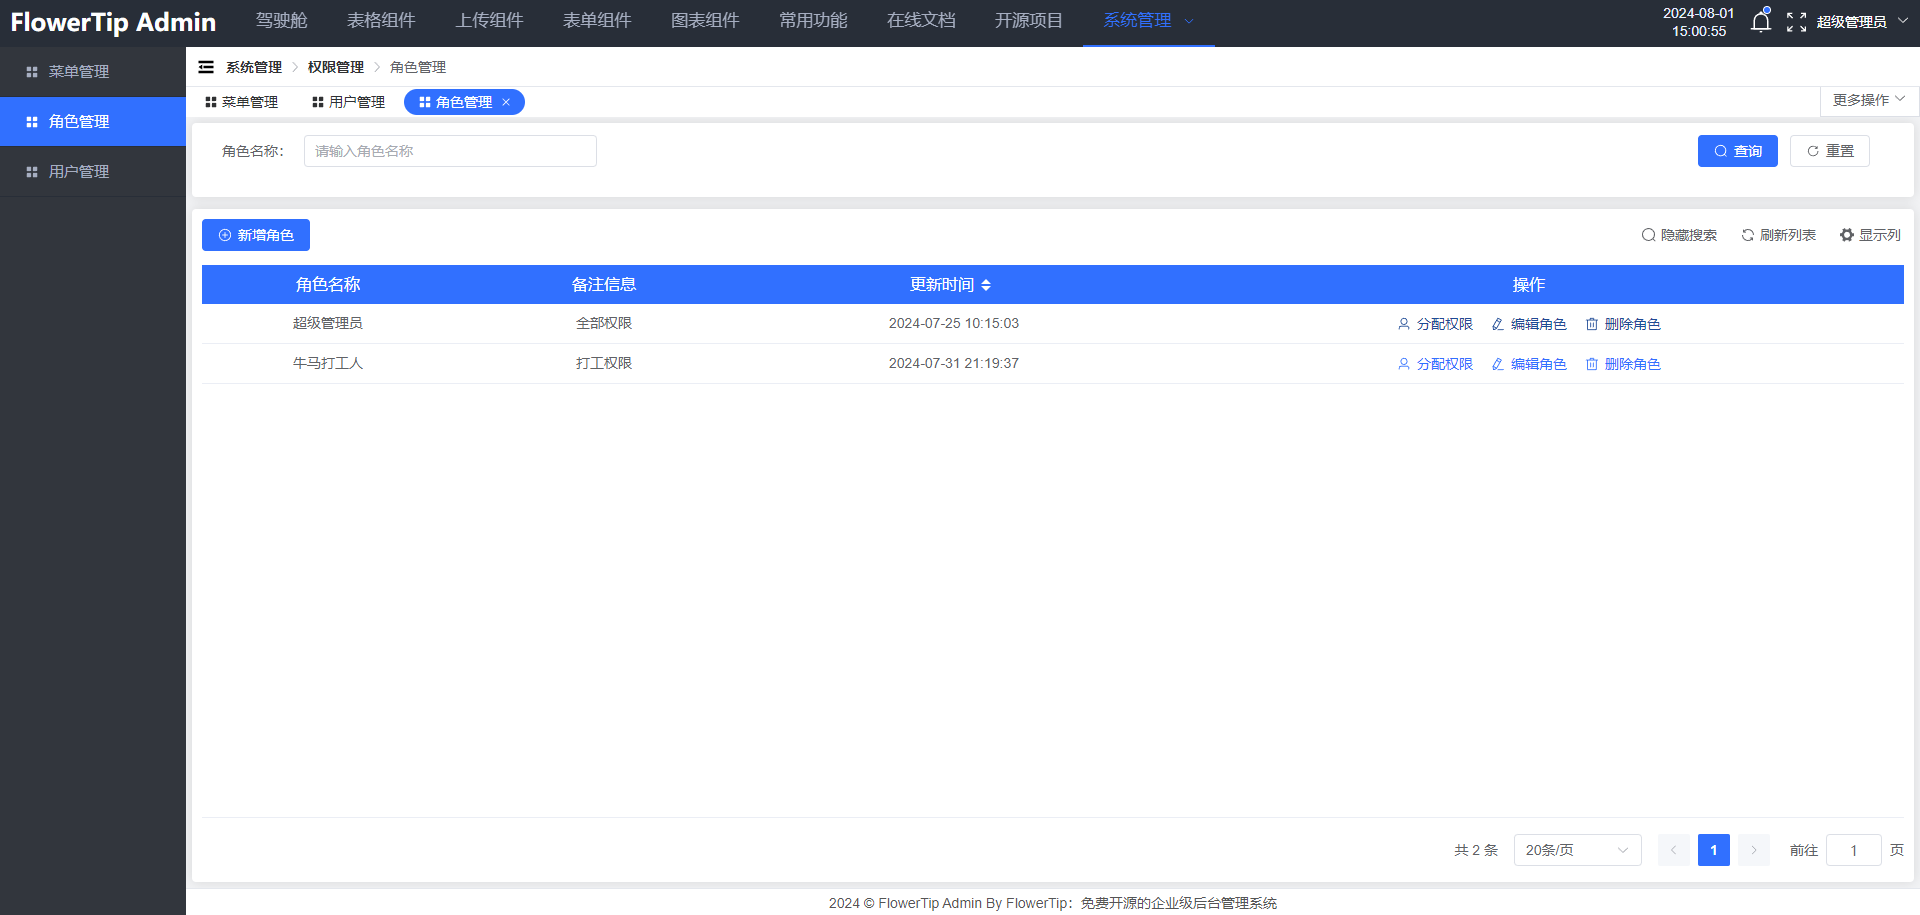 FlowerTip Admin 驾驶舱 表格组件 上传组件 表单组件 图表组件 常用功能 在线文档 开源项目 系统管理 2024-08-01 15:00:55 超级管理员
菜单管理
角色管理
用户管理
系统管理 > 权限管理 > 角色管理
菜单管理 用户管理 角色管理 × 更多操作
角色名称： 请输入角色名称 查询 重置
新增角色 隐藏搜索 刷新列表 显示列
角色名称 备注信息 更新时间 操作
超级管理员 全部权限 2024-07-25 10:15:03 分配权限 编辑角色 删除角色
牛马打工人 打工权限 2024-07-31 21:19:37 分配权限 编辑角色 删除角色
共 2 条 20条/页 < 1 > 前往 1 页
2024 © FlowerTip Admin By FlowerTip：免费开源的企业级后台管理系统